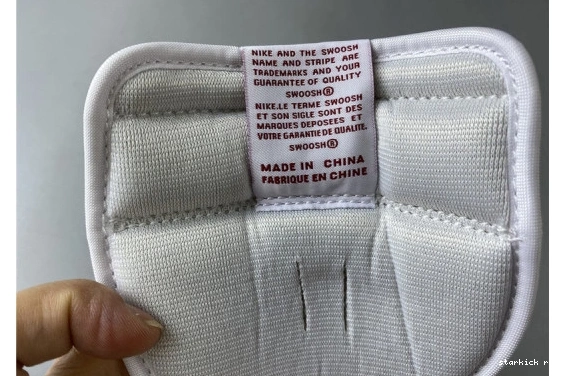 NIKE AND THE SWOOSH
NAME AND STRIPE ARE
TRADEMARKS AND YOUR
GUARANTEE OF QUALITY
SWOOSH®
NIKE.LE TERME SWOOSH
ET SON SIGLE SONT DES
MARQUES DEPOSEES ET
VOTRE GARANTIE DE QUALITE.
SWOOSH®
MADE IN CHINA
FABRIQUE EN CHINE
starkick r